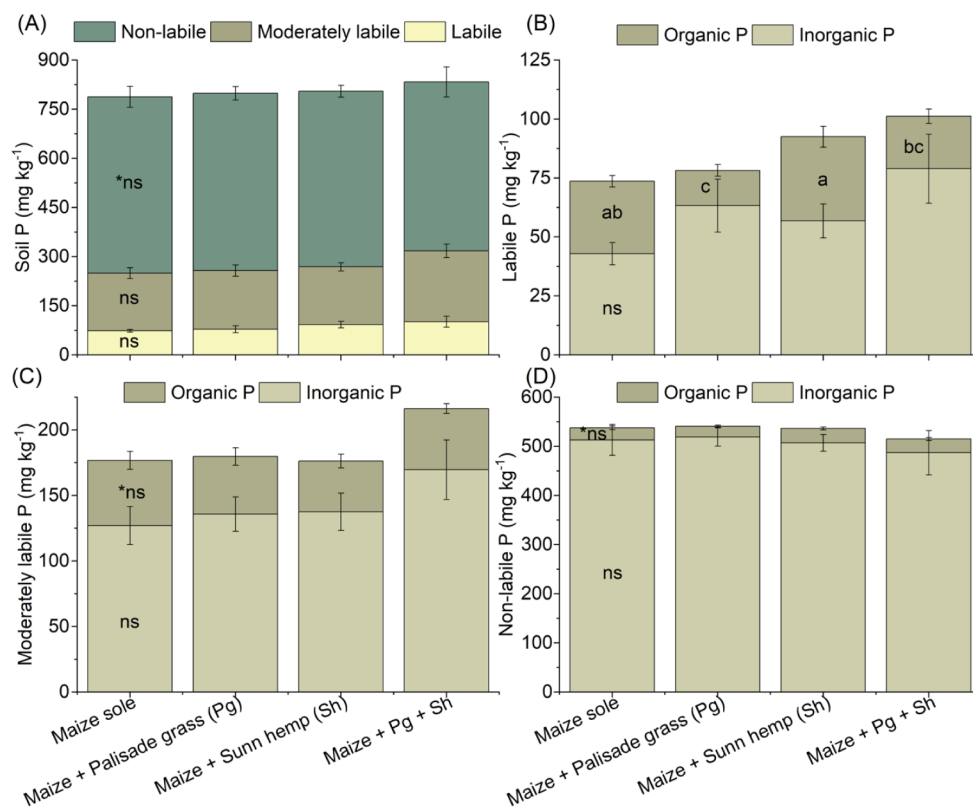 (A)
Non-labile Moderately labile Labile
Soil P (mg kg⁻¹)
900
750
600
450
300
150
0
*ns
ns
ns
(B)
Organic P Inorganic P
Labile P (mg kg⁻¹)
125
100
75
50
25
0
ab
c
a
bc
ns
(C)
Organic P Inorganic P
Moderately labile P (mg kg⁻¹)
200
150
100
50
0
*ns
ns
Maize sole
Maize + Palisade grass (Pg)
Maize + Sunn hemp (Sh)
Maize + Pg + Sh
(D)
Organic P Inorganic P
Non-labile P (mg kg⁻¹)
600
500
400
300
200
100
0
*ns
ns
Maize sole
Maize + Palisade grass (Pg)
Maize + Sunn hemp (Sh)
Maize + Pg + Sh